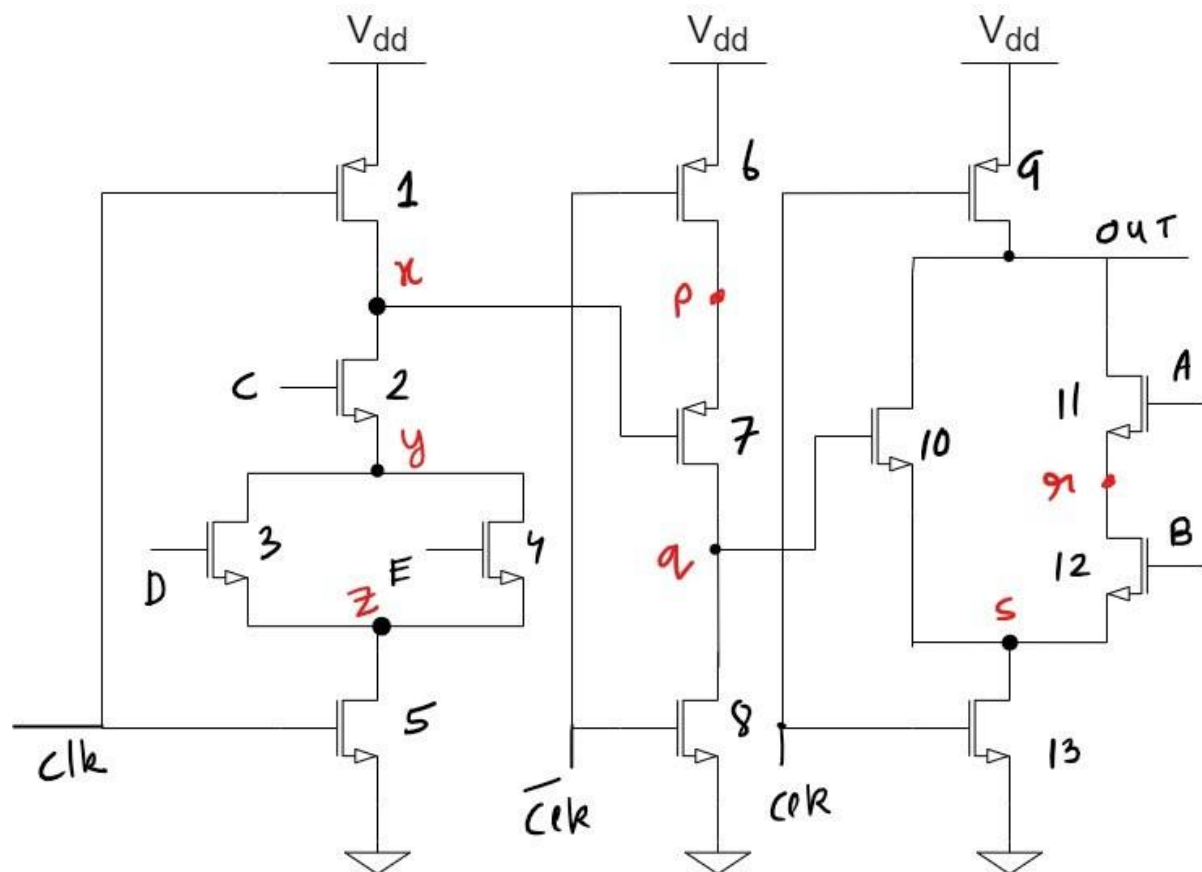 Vdd Vdd Vdd
1 6 9
OUT
x p
C 2 7 10 11 A
y r
D 3 E 4 q 12 B
z s
5 8 13
Clk C̅l̅k̅ Clk